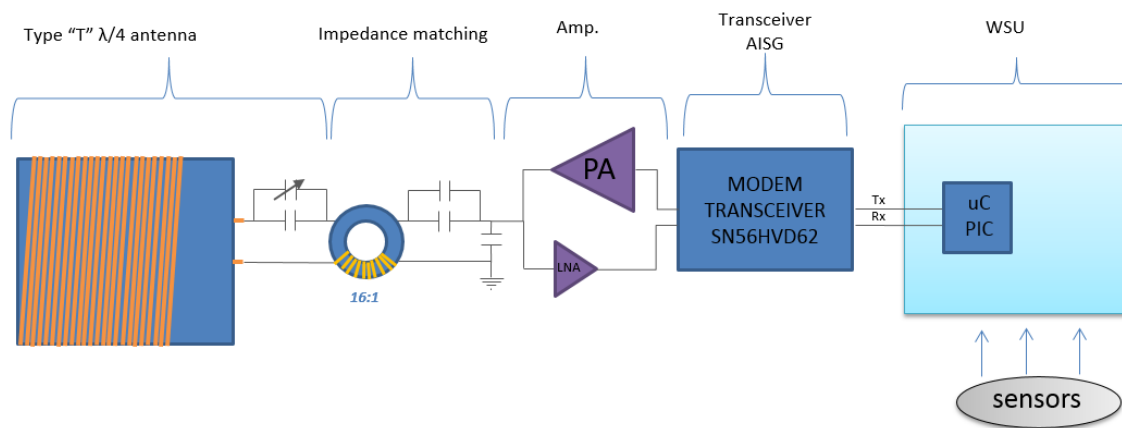 Type “T” λ/4 antenna
Impedance matching
Amp.
Transceiver
AISG
WSU
PA
LNA
16:1
MODEM
TRANSCEIVER
SN56HVD62
Tx
Rx
uC
PIC
sensors